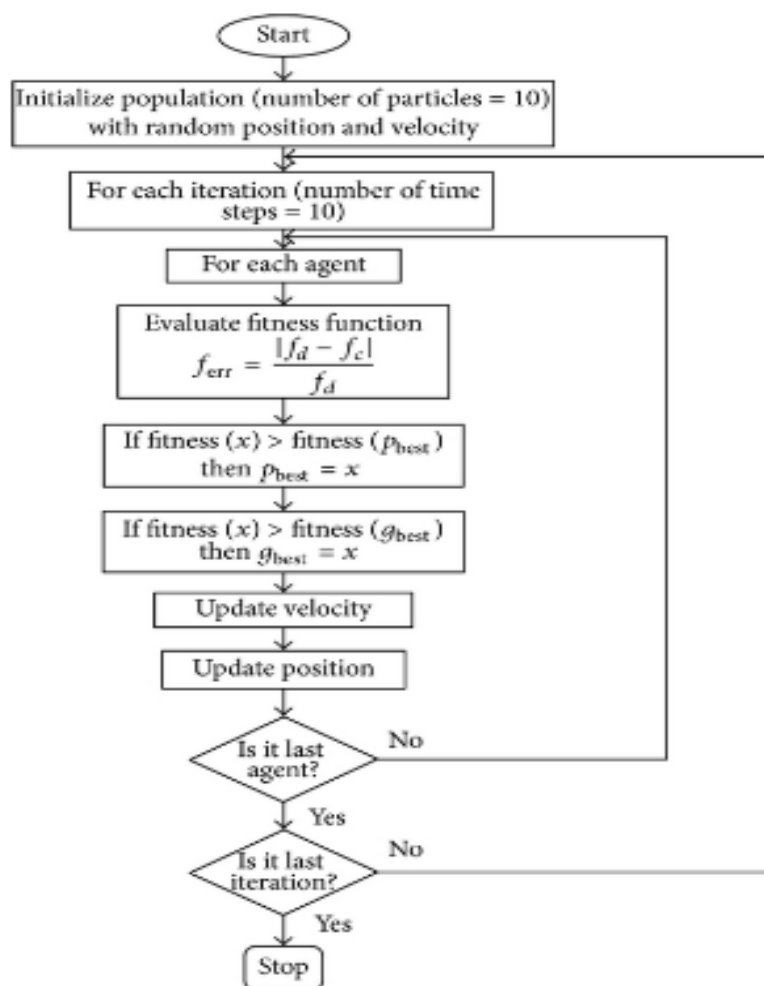 Start
Initialize population (number of particles = 10)
with random position and velocity
For each iteration (number of time
steps = 10)
For each agent
Evaluate fitness function
f_err = |f_d − f_c| / f_d
If fitness (x) > fitness (p_best)
then p_best = x
If fitness (x) > fitness (g_best)
then g_best = x
Update velocity
Update position
Is it last
agent?
No
Yes
Is it last
iteration?
No
Yes
Stop